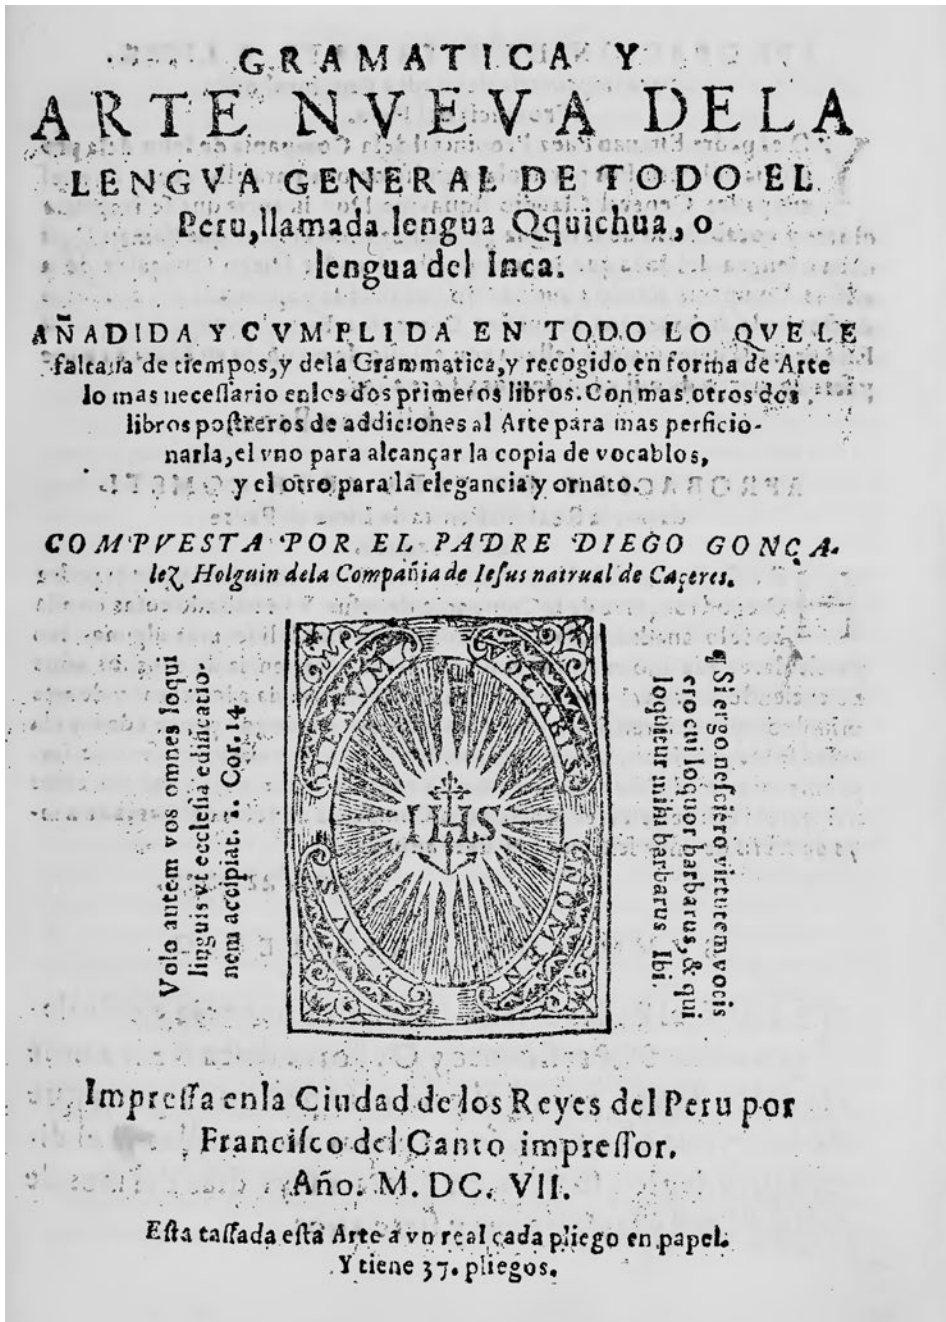 GRAMATICA Y
ARTE NVEVA DELA
LENGVA GENERAL DE TODO EL
Peru, llamada lengua Qquichua, o
lengua del Inca.
AÑADIDA Y CVMPLIDA EN TODO LO QVE LE
faltaua de tiempos, y dela Grammatica, y recogido en forma de Arte
lo mas neceſſario enlos dos primeros libros. Con mas otros dos
libros poſtreros de addiciones al Arte para mas perficio-
narla, el vno para alcançar la copia de vocablos,
y el otro para la elegancia y ornato.
COMPVESTA POR EL PADRE DIEGO GONÇA-
lez Holguin dela Compañia de Ieſus natrual de Caçeres.
Volo autem vos omnes loqui
linguis vt eccleſia edificatio-
nem accipiat. 1. Cor. 14
SVS
ILLIVM
VOCABIS
NOMEN
IHS
¶ Si ergo neſciero virtutem vocis
ero cui loquor barbarus, & qui
loquitur mihi barbarus Ibi.
Impreſſa enla Ciudad de los Reyes del Peru por
Franciſco del Canto impreſſor.
Año. M. DC. VII.
Eſta taſſada eſta Arte a vn real cada pliego en papel.
Y tiene 37. pliegos.